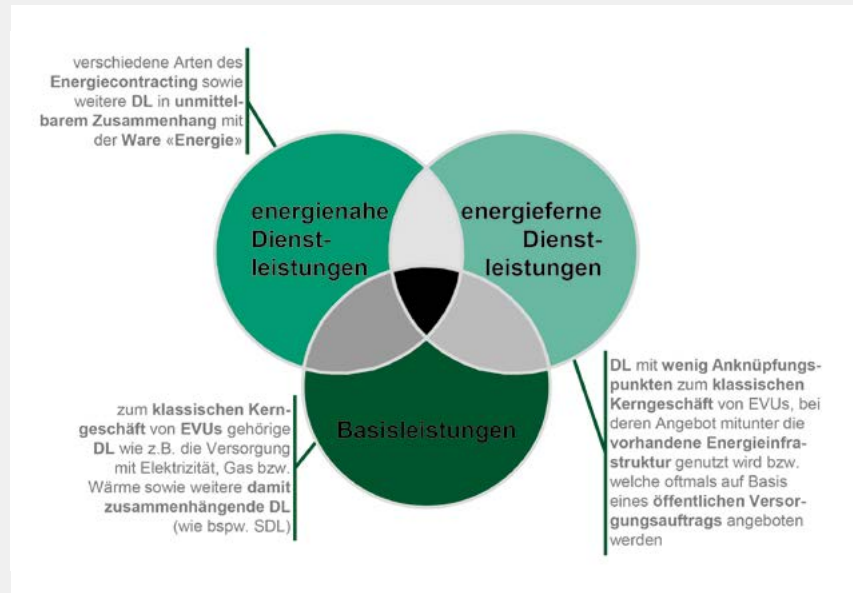 verschiedene Arten des
Energiecontracting sowie
weitere DL in unmittel-
barem Zusammenhang mit
der Ware «Energie»
energienahe
Dienst-
leistungen
energieferne
Dienst-
leistungen
Basisleistungen
zum klassischen Kern-
geschäft von EVUs gehörige
DL wie z.B. die Versorgung
mit Elektrizität, Gas bzw.
Wärme sowie weitere damit
zusammenhängende DL
(wie bspw. SDL)
DL mit wenig Anknüpfungs-
punkten zum klassischen
Kerngeschäft von EVUs, bei
deren Angebot mitunter die
vorhandene Energieinfra-
struktur genutzt wird bzw.
welche oftmals auf Basis
eines öffentlichen Versor-
gungsauftrags angeboten
werden